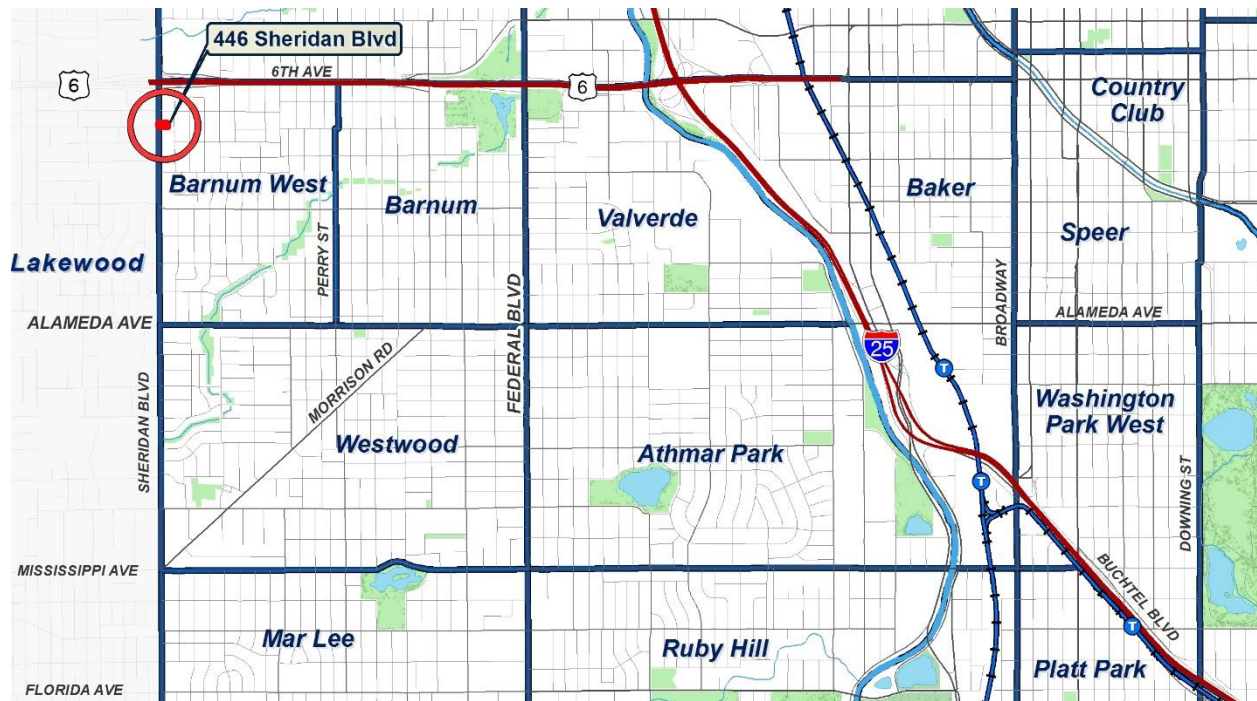 446 Sheridan Blvd
6TH AVE
6
6
Country
Club
Barnum West
Barnum
Valverde
Baker
Speer
Lakewood
PERRY ST
FEDERAL BLVD
BROADWAY
ALAMEDA AVE
ALAMEDA AVE
25
T
SHERIDAN BLVD
MORRISON RD
Westwood
Athmar Park
Washington
Park West
T
DOWNING ST
MISSISSIPPI AVE
BUCHTEL BLVD
T
Mar Lee
Ruby Hill
Platt Park
FLORIDA AVE